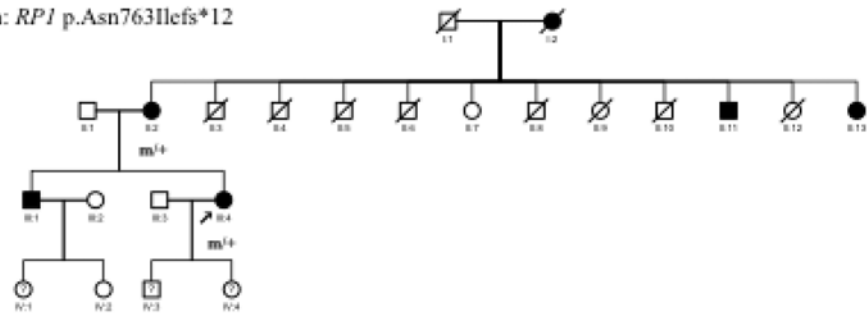 : RP1 p.Asn763Ilefs*12
I:1 I:2
II:1 II:2 II:3 II:4 II:5 II:6 II:7 II:8 II:9 II:10 II:11 II:12 II:13
m/+
III:1 III:2 III:3 III:4
m/+
? ? ?
IV:1 IV:2 IV:3 IV:4